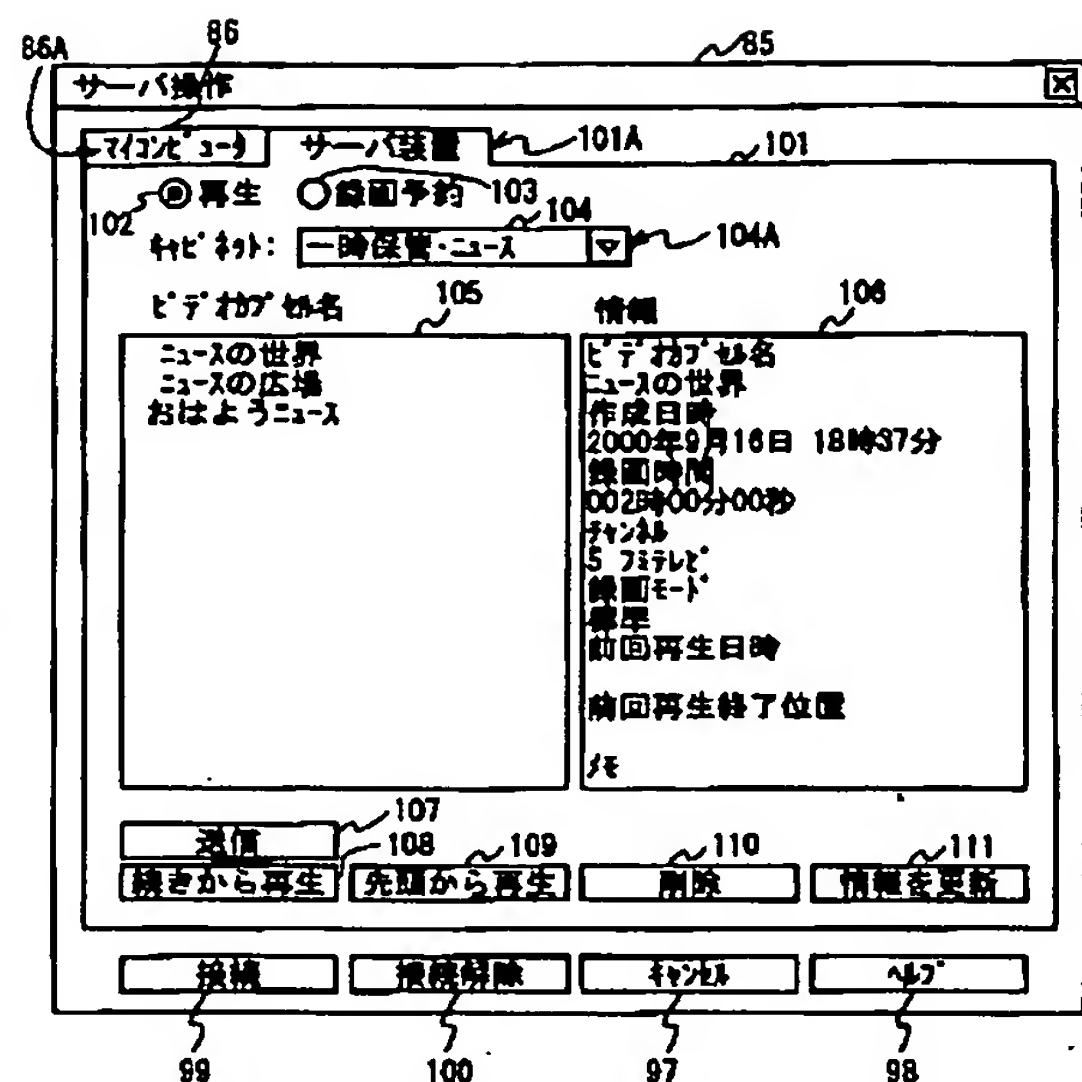 86A 86 85
サーバ操作
ﾏｲｺﾝﾋﾟｭｰﾀ サーバ装置 101A 101
102 再生 録画予約 103
ｷｬﾋﾞﾈｯﾄ: 一時保管・ﾆｭｰｽ 104 104A
ﾋﾞﾃﾞｵｶﾌﾟｾﾙ名 105 情報 106
ﾆｭｰｽの世界
ﾆｭｰｽの広場
おはようﾆｭｰｽ
ﾋﾞﾃﾞｵｶﾌﾟｾﾙ名
ﾆｭｰｽの世界
作成日時
2000年9月16日 18時37分
録画時間
002時00分00秒
ﾁｬﾝﾈﾙ
5 ﾌﾐﾃﾚﾋﾞ
録画ﾓｰﾄﾞ
標準
前回再生日時
前回再生終了位置
ﾒﾓ
送信 107
続きから再生 108 先頭から再生 109 削除 110 情報を更新 111
接続 接続解除 ｷｬﾝｾﾙ ﾍﾙﾌﾟ
99 100 97 98